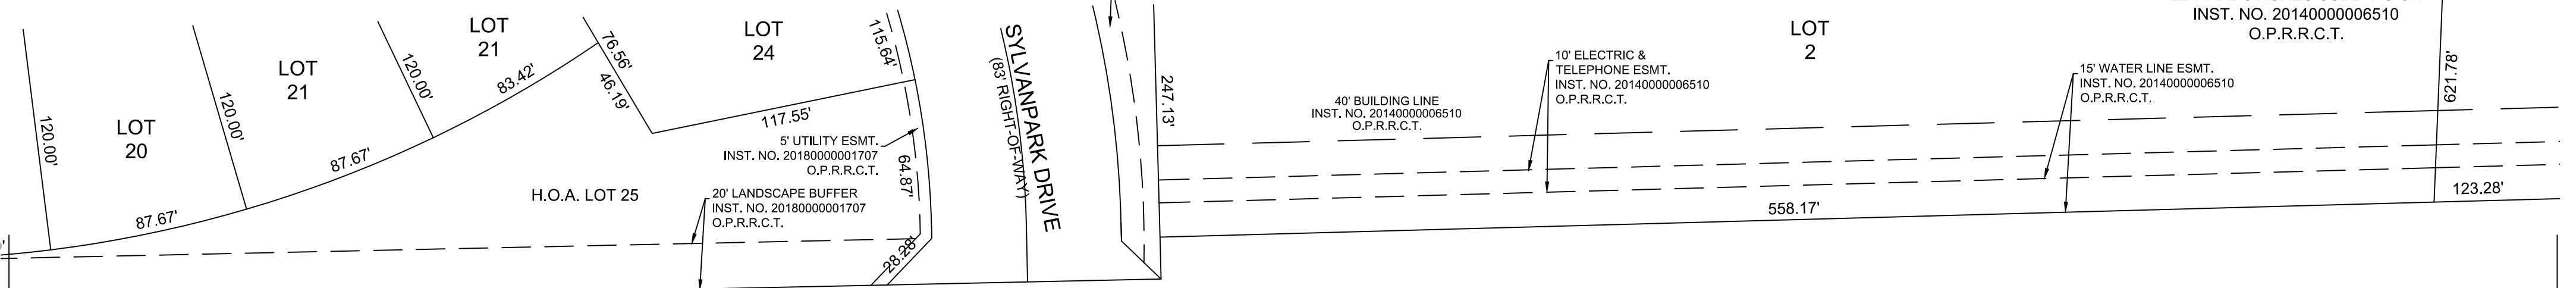 120.00'
LOT
20
87.67'
120.00'
LOT
21
87.67'
120.00'
LOT
21
83.42'
76.56'
46.19'
LOT
24
115.64'
117.55'
5' UTILITY ESMT.
INST. NO. 20180000001707
O.P.R.R.C.T.
64.87'
H.O.A. LOT 25
20' LANDSCAPE BUFFER
INST. NO. 20180000001707
O.P.R.R.C.T.
28.28'
SYLVANPARK DRIVE
(83' RIGHT-OF-WAY)
247.13'
40' BUILDING LINE
INST. NO. 20140000006510
O.P.R.R.C.T.
10' ELECTRIC &
TELEPHONE ESMT.
INST. NO. 20140000006510
O.P.R.R.C.T.
LOT
2
558.17'
15' WATER LINE ESMT.
INST. NO. 20140000006510
O.P.R.R.C.T.
INST. NO. 20140000006510
O.P.R.R.C.T.
621.78'
123.28'